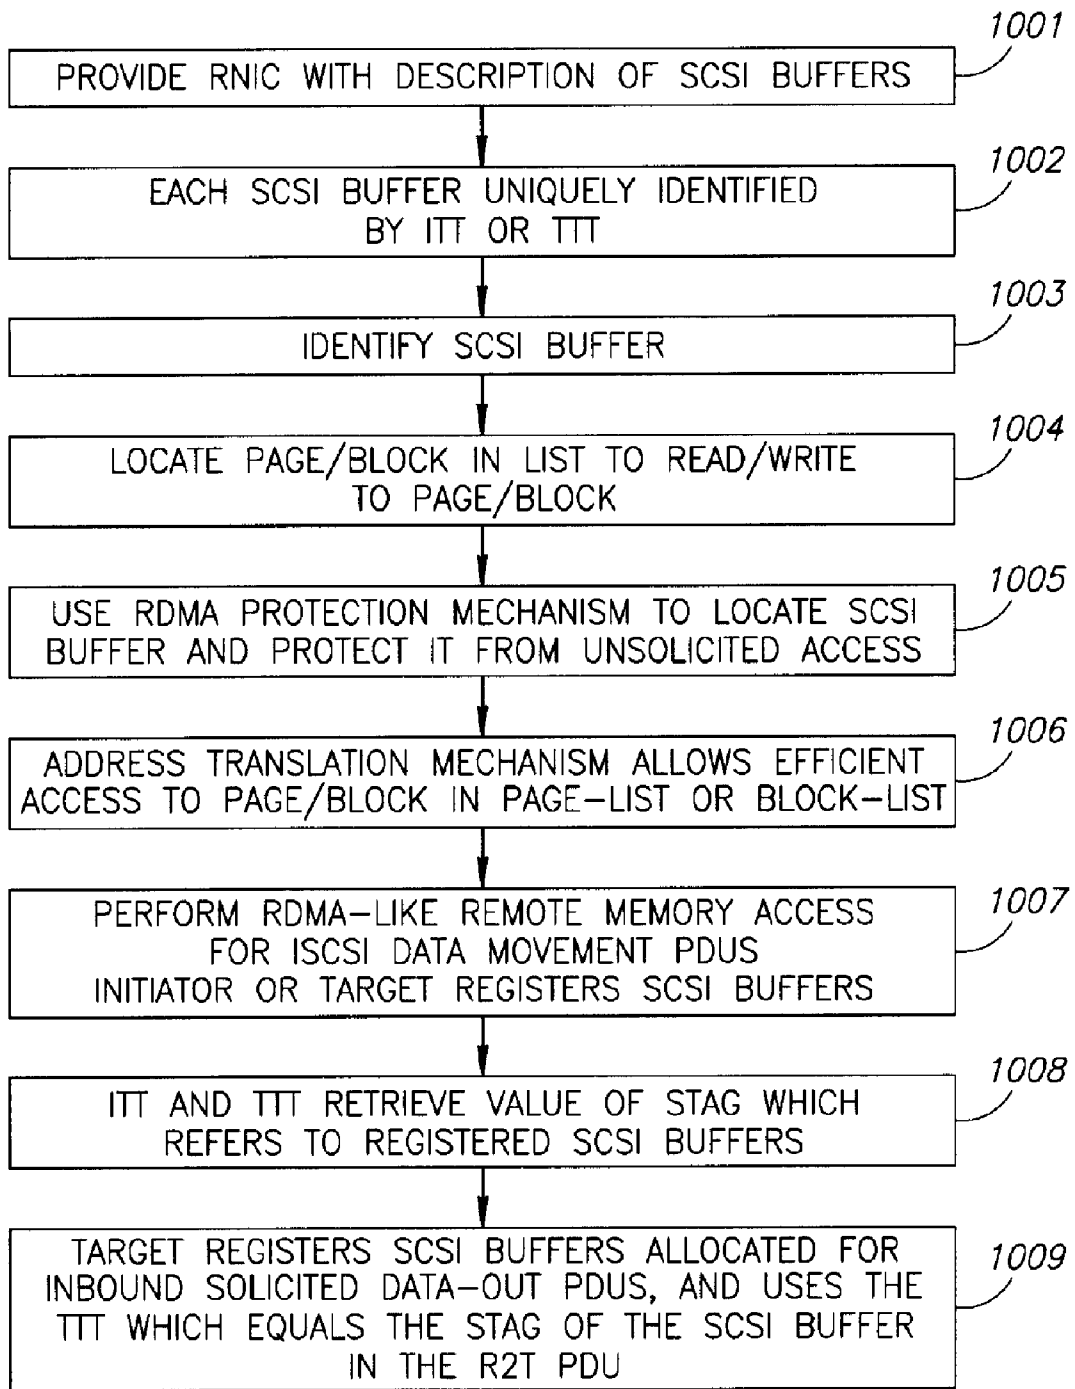 1001
PROVIDE RNIC WITH DESCRIPTION OF SCSI BUFFERS
1002
EACH SCSI BUFFER UNIQUELY IDENTIFIED
BY ITT OR TTT
1003
IDENTIFY SCSI BUFFER
1004
LOCATE PAGE/BLOCK IN LIST TO READ/WRITE
TO PAGE/BLOCK
1005
USE RDMA PROTECTION MECHANISM TO LOCATE SCSI
BUFFER AND PROTECT IT FROM UNSOLICITED ACCESS
1006
ADDRESS TRANSLATION MECHANISM ALLOWS EFFICIENT
ACCESS TO PAGE/BLOCK IN PAGE-LIST OR BLOCK-LIST
1007
PERFORM RDMA-LIKE REMOTE MEMORY ACCESS
FOR ISCSI DATA MOVEMENT PDUS
INITIATOR OR TARGET REGISTERS SCSI BUFFERS
1008
ITT AND TTT RETRIEVE VALUE OF STAG WHICH
REFERS TO REGISTERED SCSI BUFFERS
1009
TARGET REGISTERS SCSI BUFFERS ALLOCATED FOR
INBOUND SOLICITED DATA-OUT PDUS, AND USES THE
TTT WHICH EQUALS THE STAG OF THE SCSI BUFFER
IN THE R2T PDU